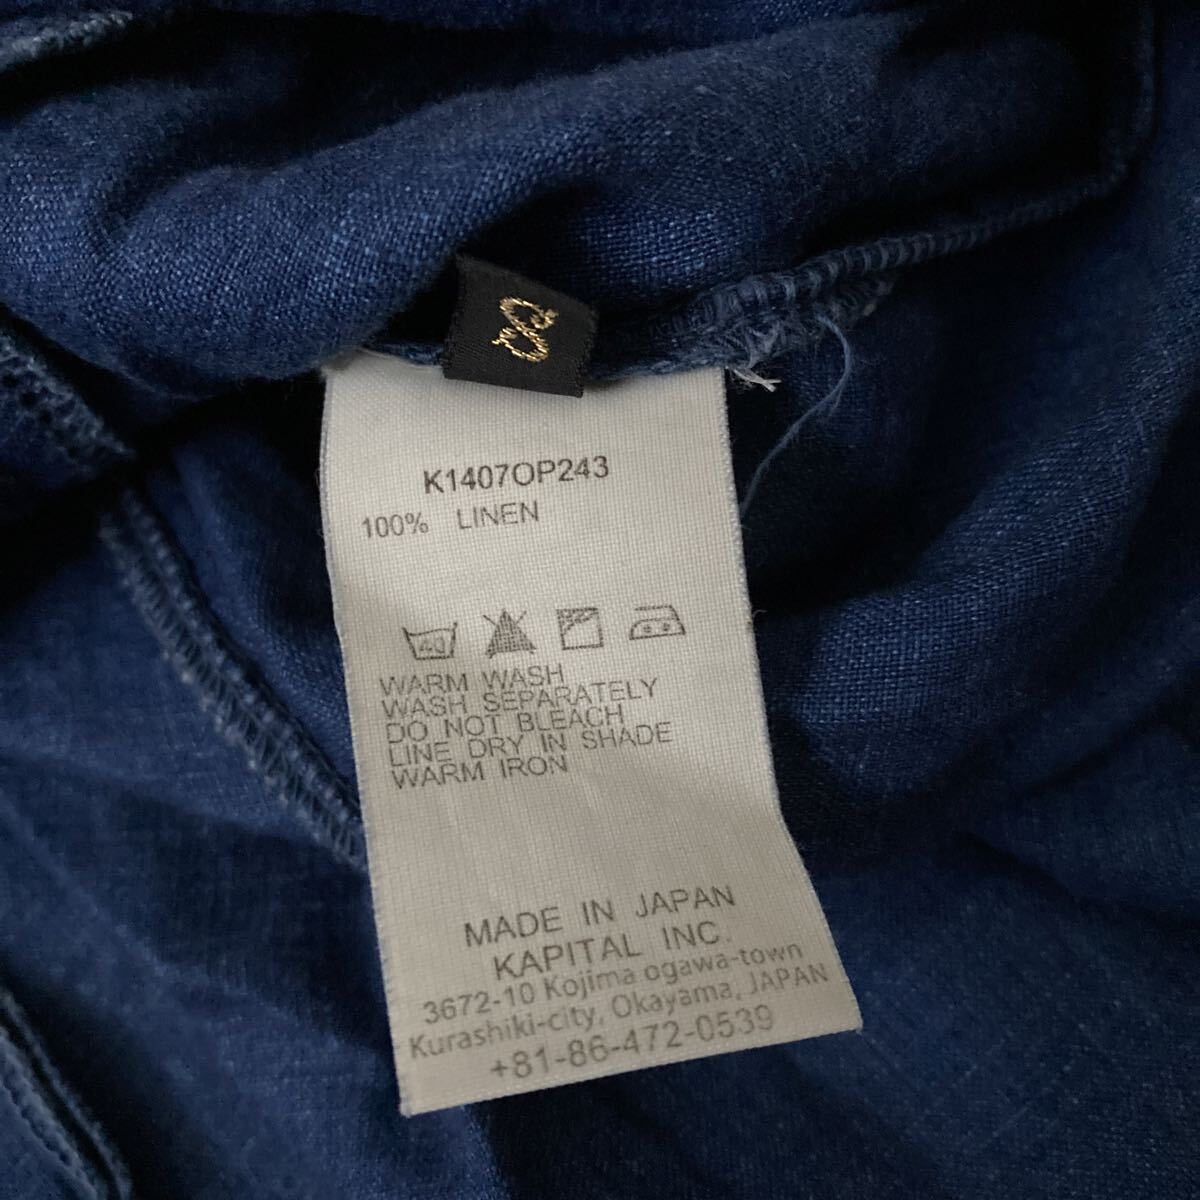 K1407OP243
100% LINEN
40
WARM WASH
WASH SEPARATELY
DO NOT BLEACH
LINE DRY IN SHADE
WARM IRON
MADE IN JAPAN
KAPITAL INC.
3672-10 Kojima ogawa-town
Kurashiki-city, Okayama, JAPAN
+81-86-472-0539